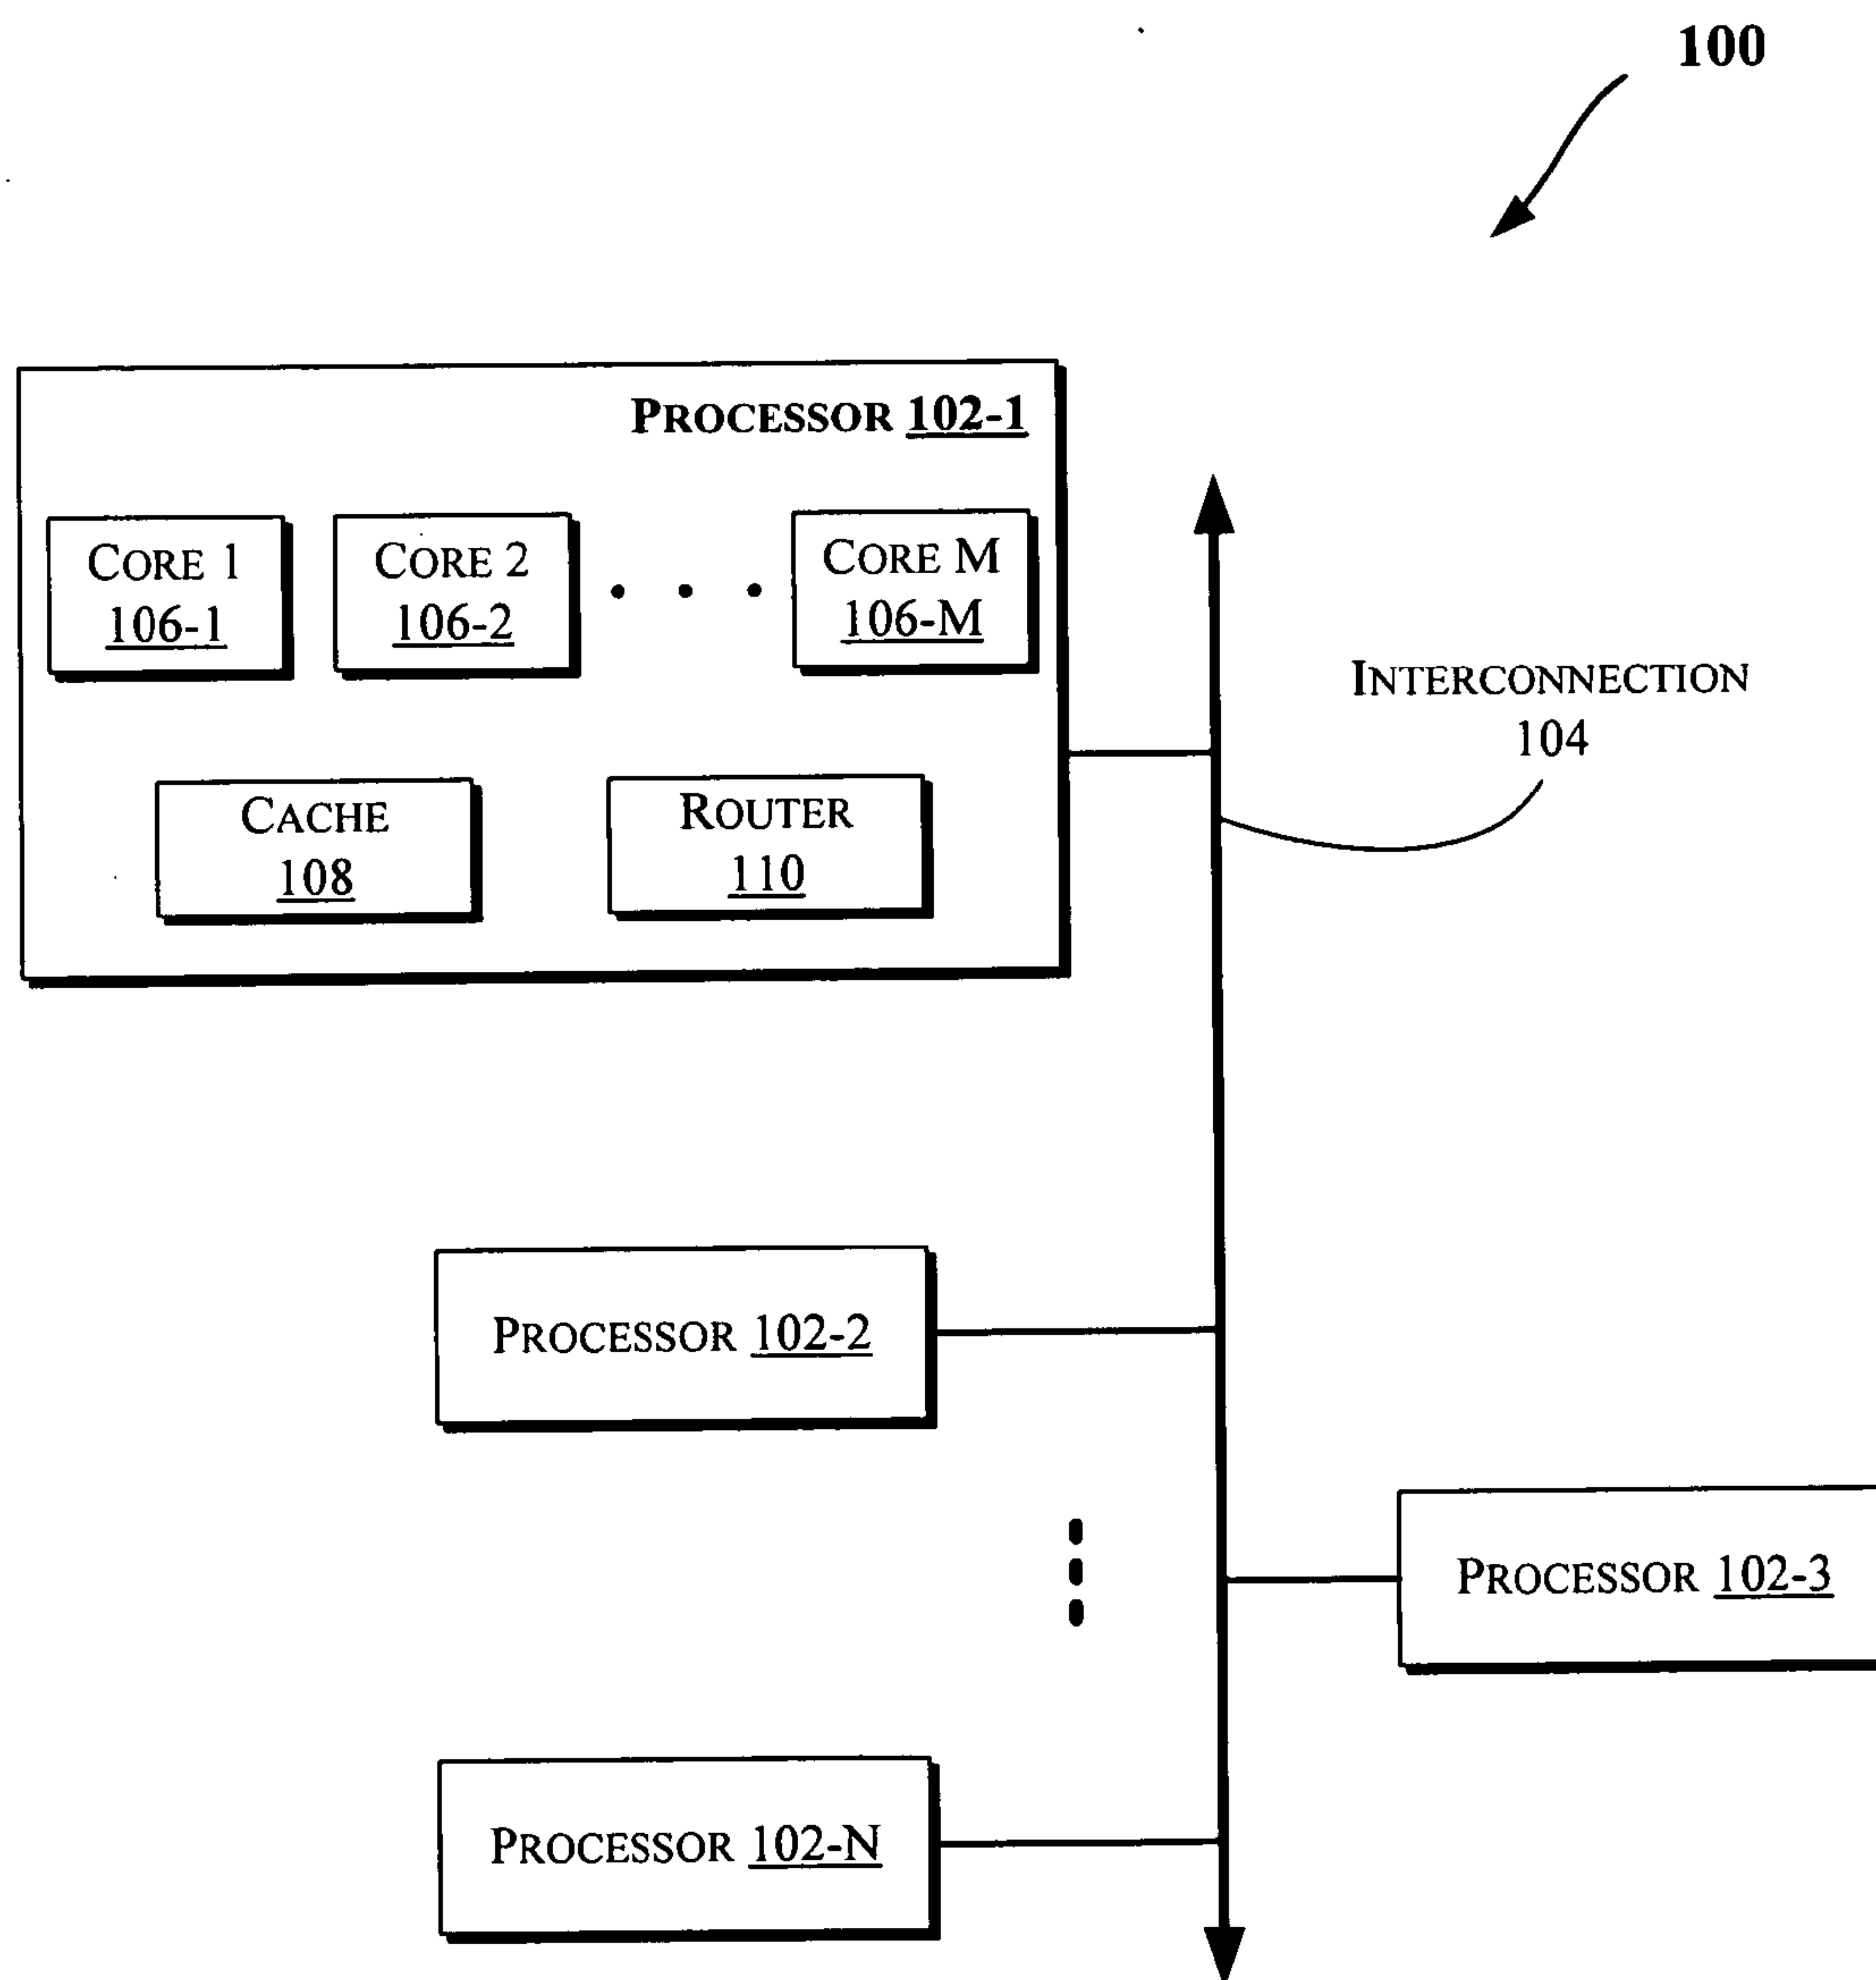 100
PROCESSOR 102-1
CORE 1
106-1
CORE 2
106-2
CORE M
106-M
CACHE
108
ROUTER
110
INTERCONNECTION
104
PROCESSOR 102-2
PROCESSOR 102-3
PROCESSOR 102-N